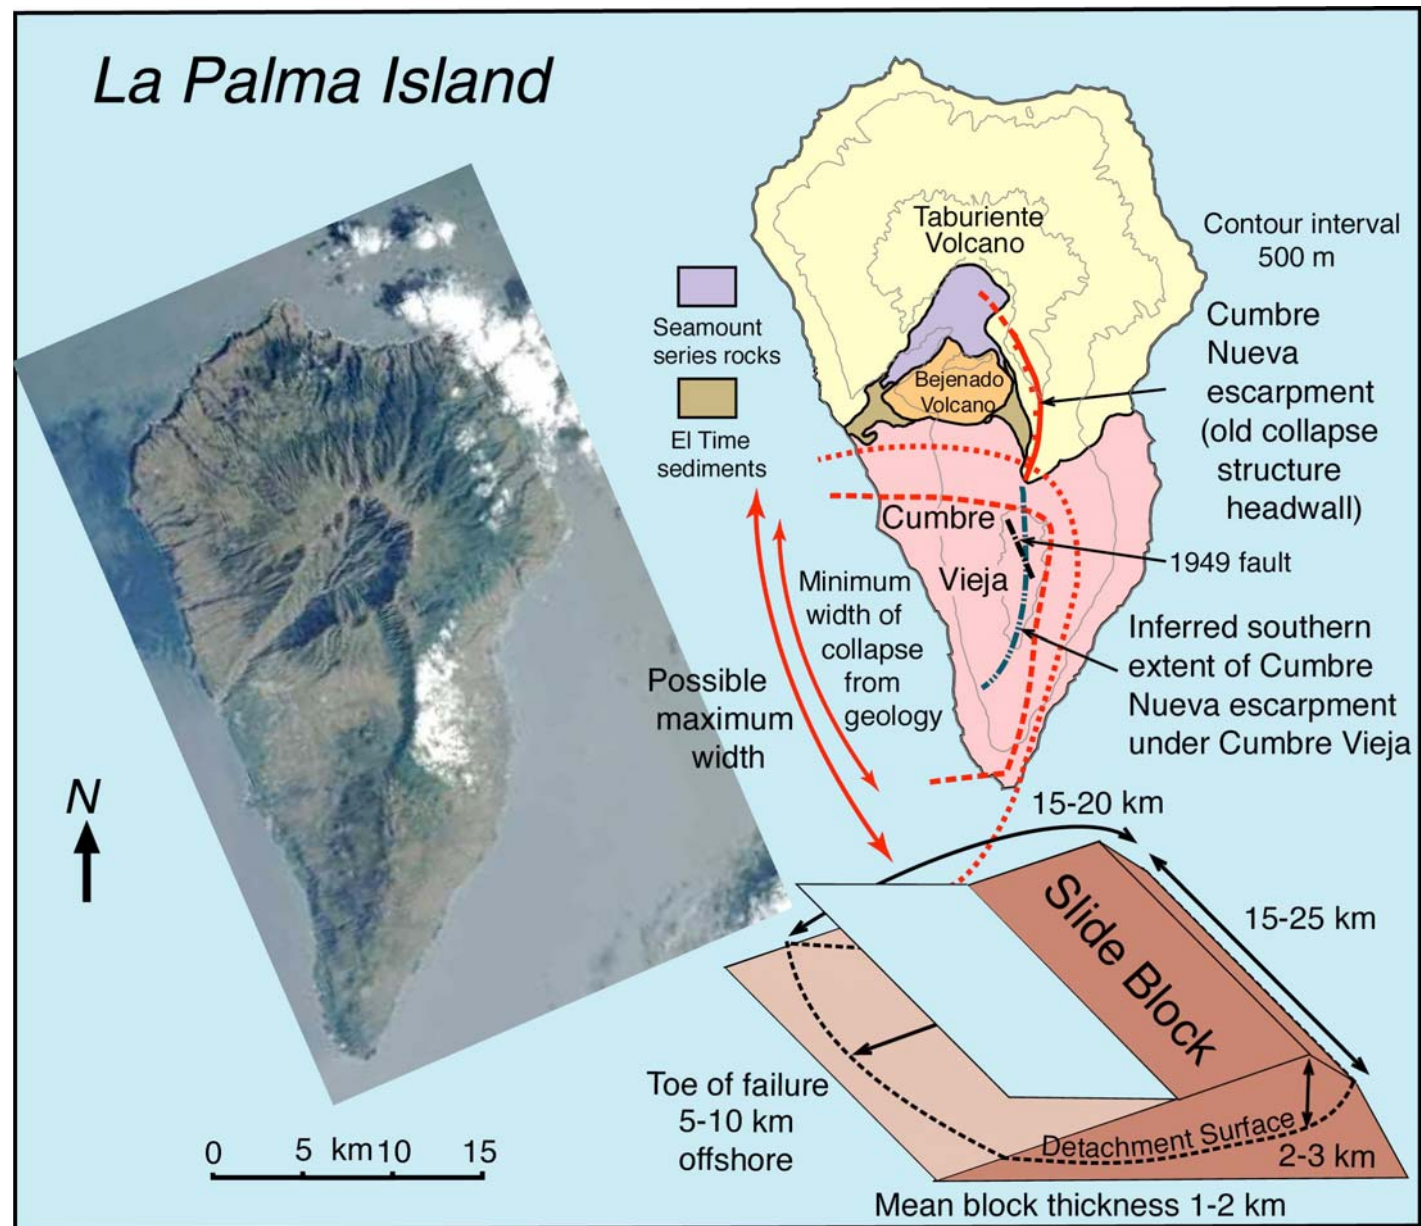 La Palma Island
Taburiente
Volcano
Contour interval
500 m
Seamount
series rocks
El Time
sediments
Bejenado
Volcano
Cumbre
Nueva
escarpment
(old collapse
structure
headwall)
Cumbre
Vieja
1949 fault
Minimum
width of
collapse
from
geology
Possible
maximum
width
Inferred southern
extent of Cumbre
Nueva escarpment
under Cumbre Vieja
N
15-20 km
15-25 km
Slide Block
Toe of failure
5-10 km
offshore
Detachment Surface
2-3 km
Mean block thickness 1-2 km
0 5 km 10 15